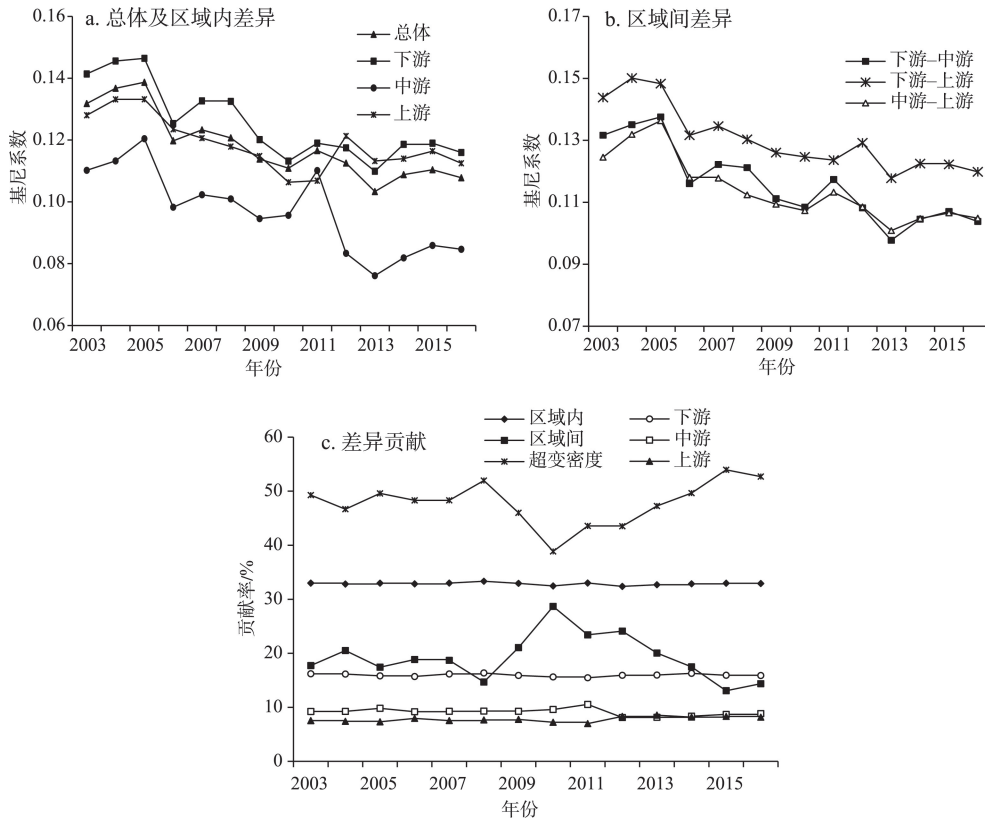 a. 总体及区域内差异
总体
下游
中游
上游
0.16
0.14
0.12
0.10
0.08
0.06
基尼系数
2003 2005 2007 2009 2011 2013 2015
年份
b. 区域间差异
下游–中游
下游–上游
中游–上游
0.17
0.15
0.13
0.11
0.09
0.07
基尼系数
2003 2005 2007 2009 2011 2013 2015
年份
c. 差异贡献
区域内
区域间
超变密度
下游
中游
上游
60
50
40
30
20
10
0
贡献率/%
2003 2005 2007 2009 2011 2013 2015
年份